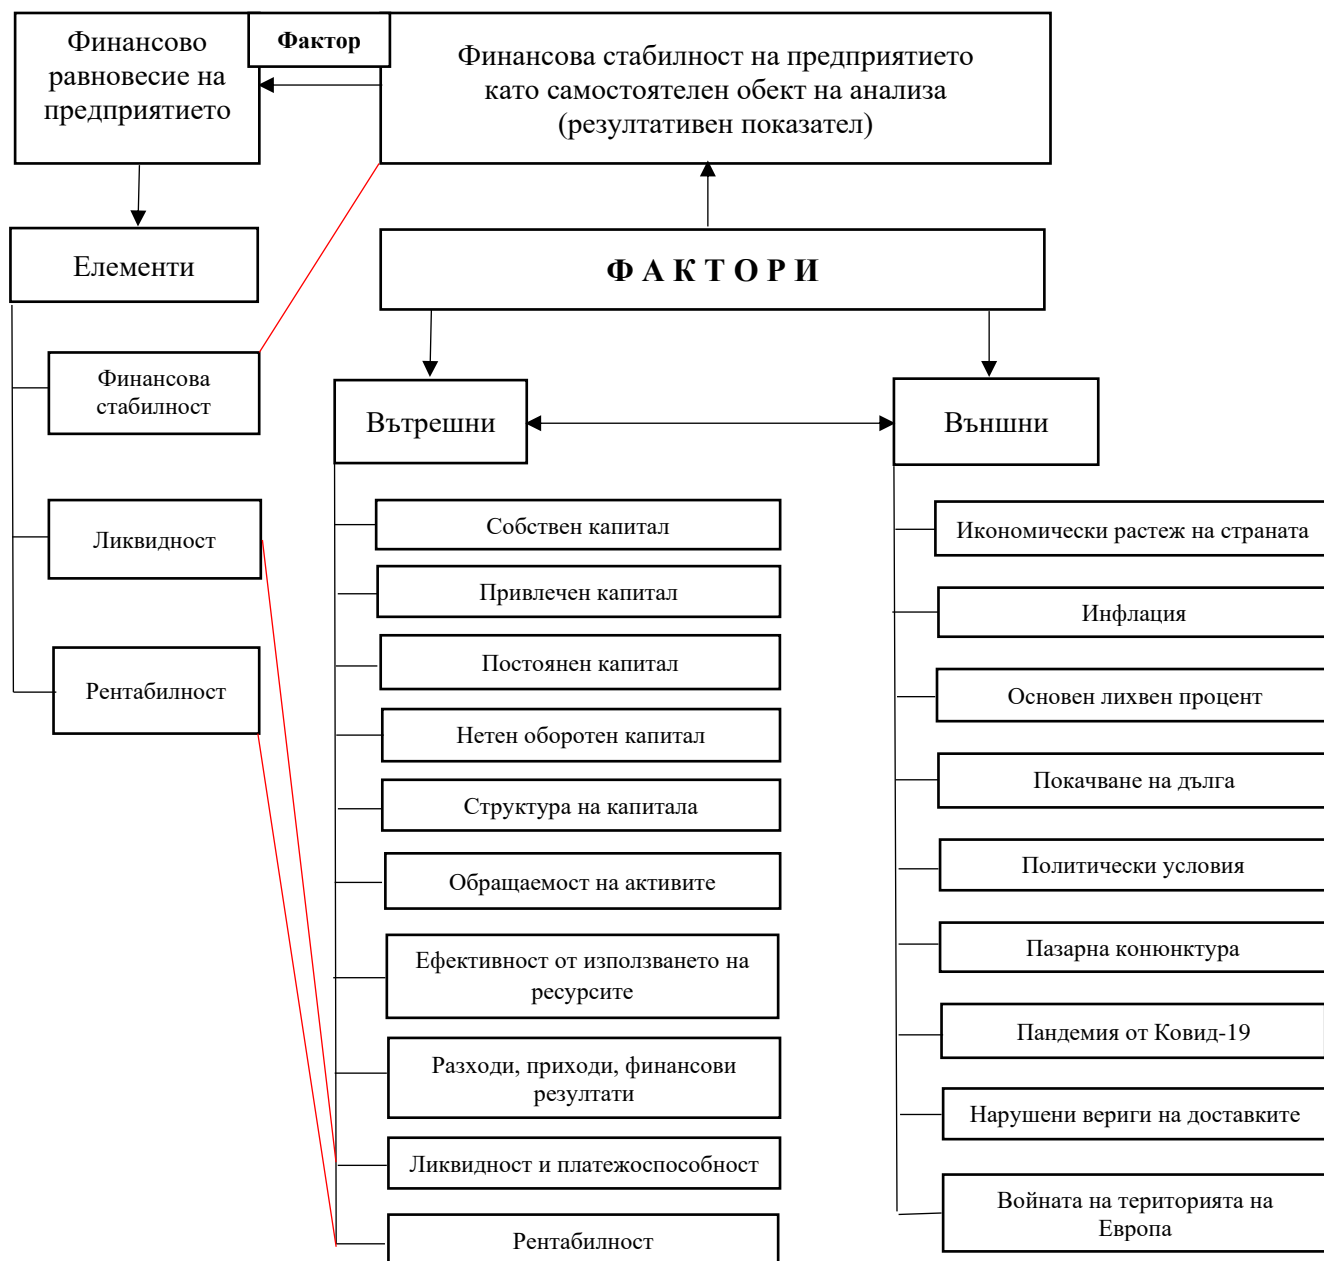 Финансово
равновесие на
предприятието
Фактор
Финансова стабилност на предприятието
като самостоятелен обект на анализа
(резултативен показател)
Елементи
Ф А К Т О Р И
Финансова
стабилност
Ликвидност
Рентабилност
Вътрешни
Външни
Собствен капитал
Привлечен капитал
Постоянен капитал
Нетен оборотен капитал
Структура на капитала
Обращаемост на активите
Ефективност от използването на
ресурсите
Разходи, приходи, финансови
резултати
Ликвидност и платежоспособност
Рентабилност
Икономически растеж на страната
Инфлация
Основен лихвен процент
Покачване на дълга
Политически условия
Пазарна конюнктура
Пандемия от Ковид-19
Нарушени вериги на доставките
Войната на територията на
Европа